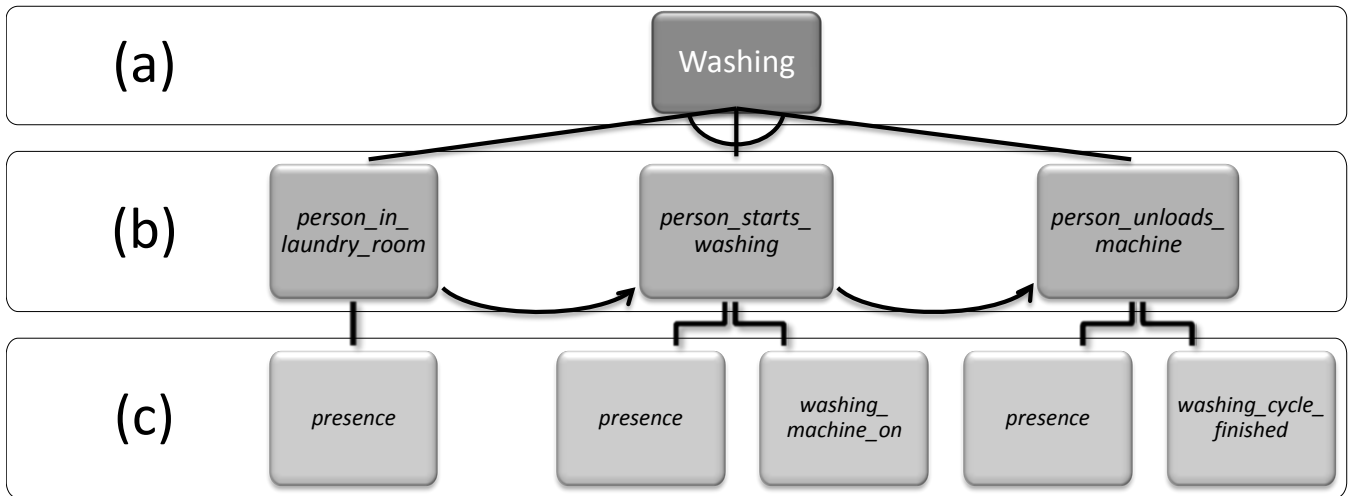 (a)
Washing
(b)
person_in_
laundry_room
person_starts_
washing
person_unloads_
machine
(c)
presence
presence
washing_
machine_on
presence
washing_cycle_
finished